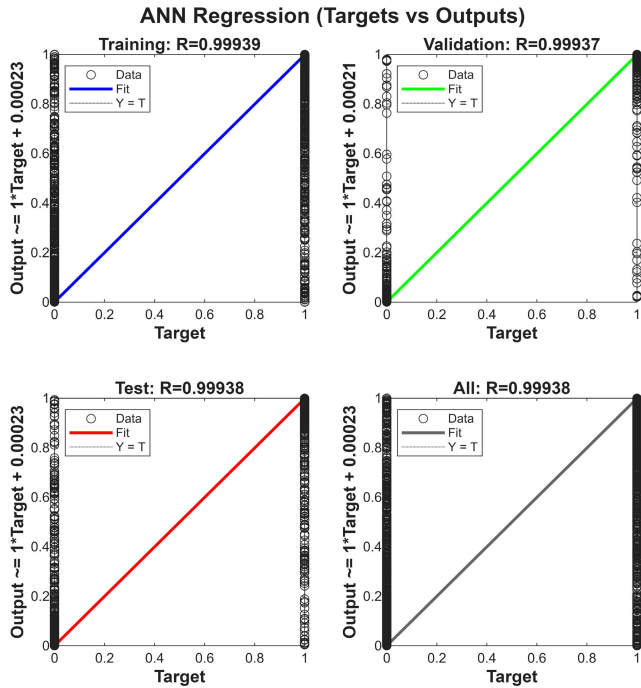 ANN Regression (Targets vs Outputs)
Training: R=0.99939
Output ~= 1*Target + 0.00023
1
0.8
0.6
0.4
0.2
0
Data
Fit
Y = T
0 0.2 0.4 0.6 0.8 1
Target
Validation: R=0.99937
Output ~= 1*Target + 0.00021
1
0.8
0.6
0.4
0.2
0
Data
Fit
Y = T
0 0.2 0.4 0.6 0.8 1
Target
Test: R=0.99938
Output ~= 1*Target + 0.00023
1
0.8
0.6
0.4
0.2
0
Data
Fit
Y = T
0 0.2 0.4 0.6 0.8 1
Target
All: R=0.99938
Output ~= 1*Target + 0.00023
1
0.8
0.6
0.4
0.2
0
Data
Fit
Y = T
0 0.2 0.4 0.6 0.8 1
Target